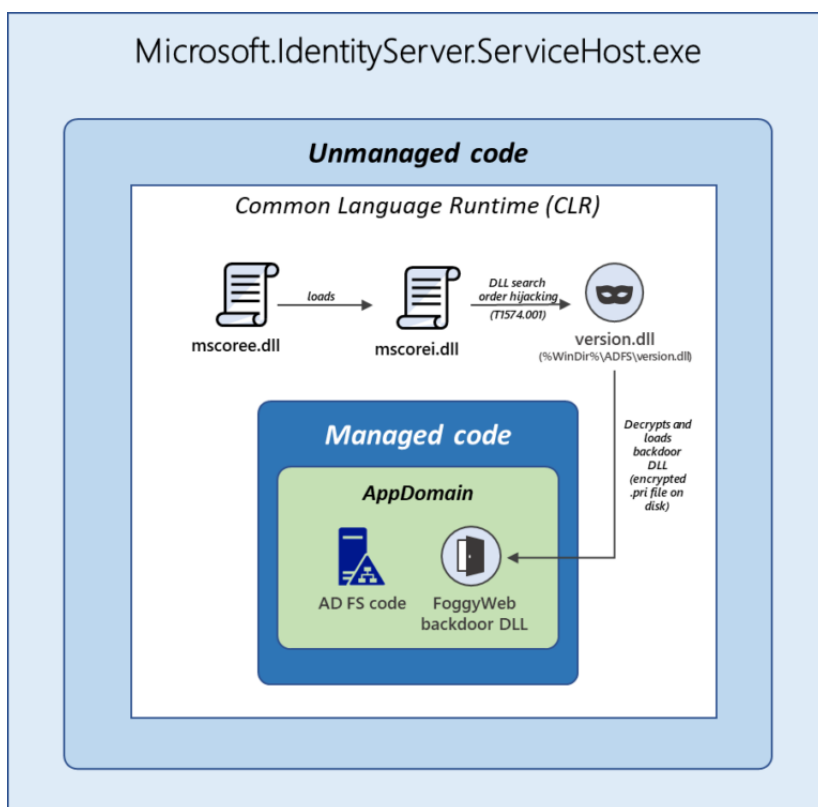 Microsoft.IdentityServer.ServiceHost.exe
Unmanaged code
Common Language Runtime (CLR)
loads
DLL search
order hijacking
(T1574.001)
mscoree.dll
mscorei.dll
version.dll
(%WinDir%\ADFS\version.dll)
Decrypts and
loads
backdoor
DLL
(encrypted
.pri file on
disk)
Managed code
AppDomain
AD FS code
FoggyWeb
backdoor DLL